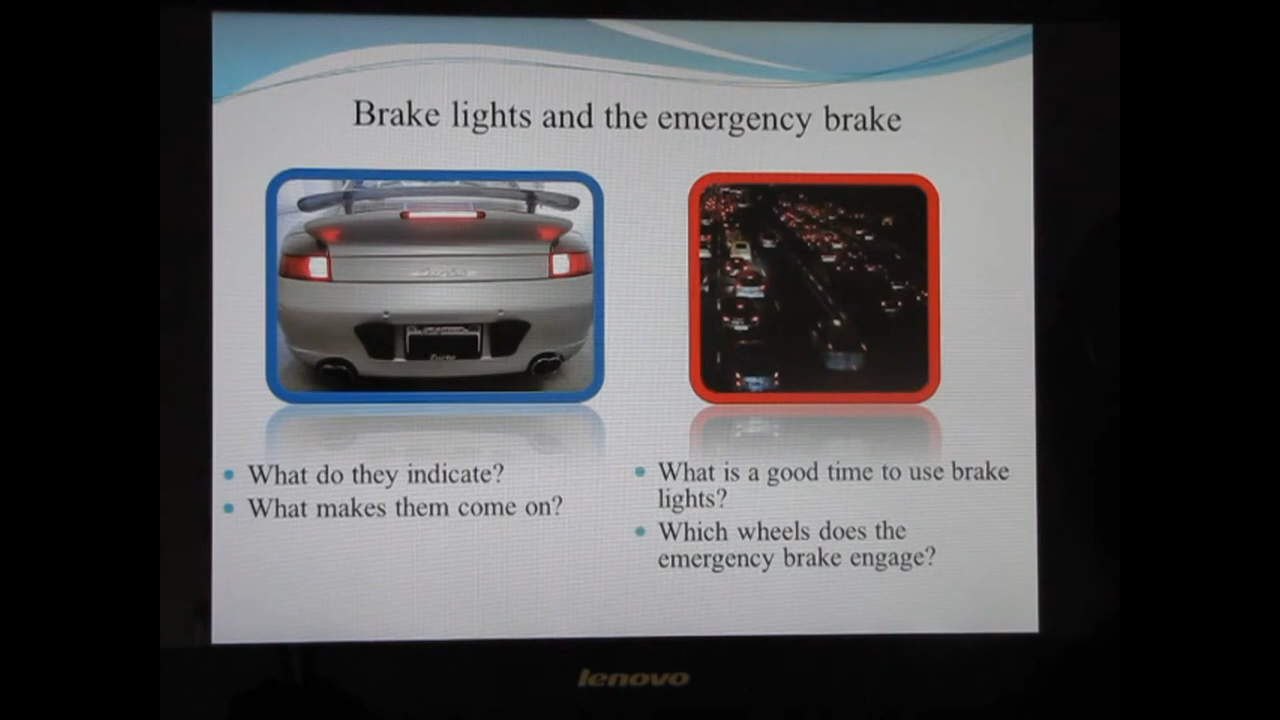 Brake lights and the emergency brake
What do they indicate?
What makes them come on?
What is a good time to use brake
lights?
Which wheels does the
emergency brake engage?
lenovo